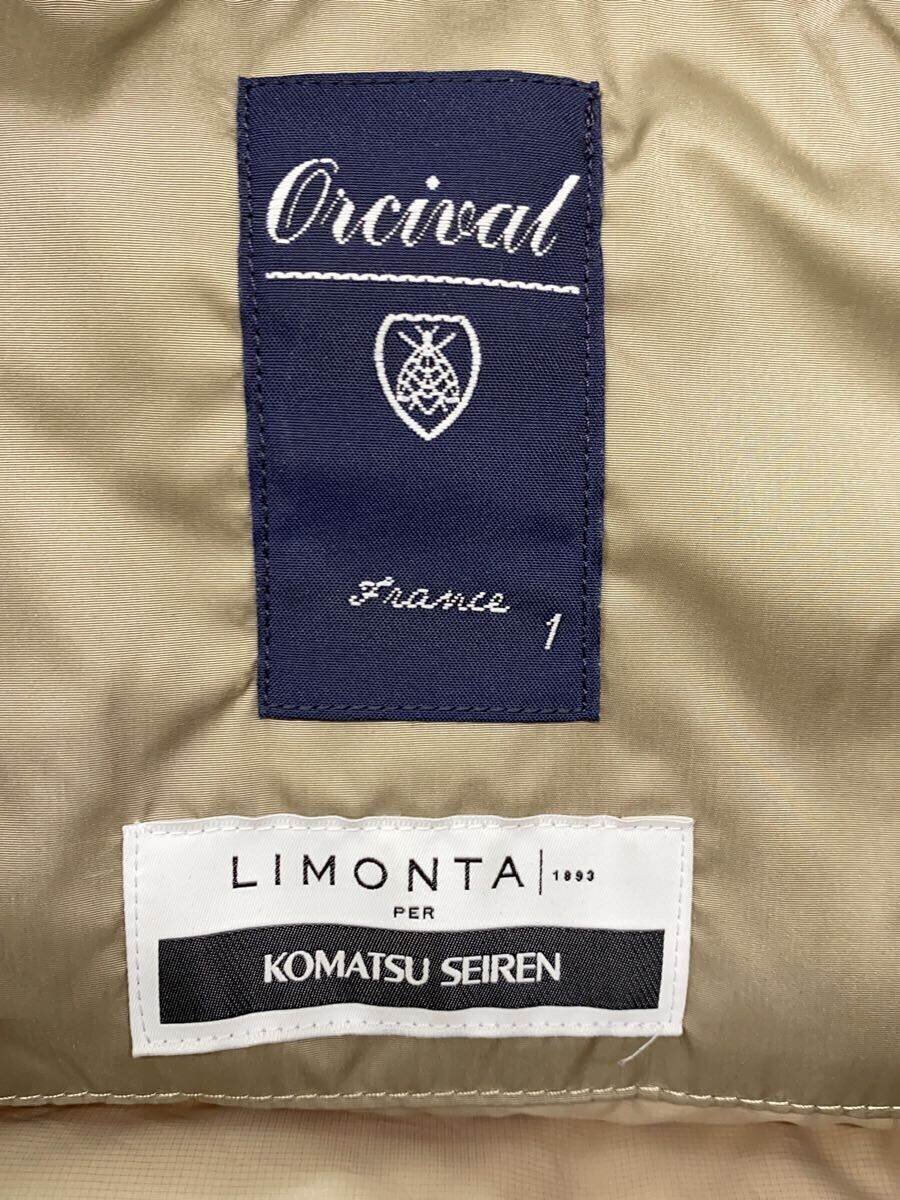 Orcival
France
1
LIMONTA | 1893
PER
KOMATSU SEIREN